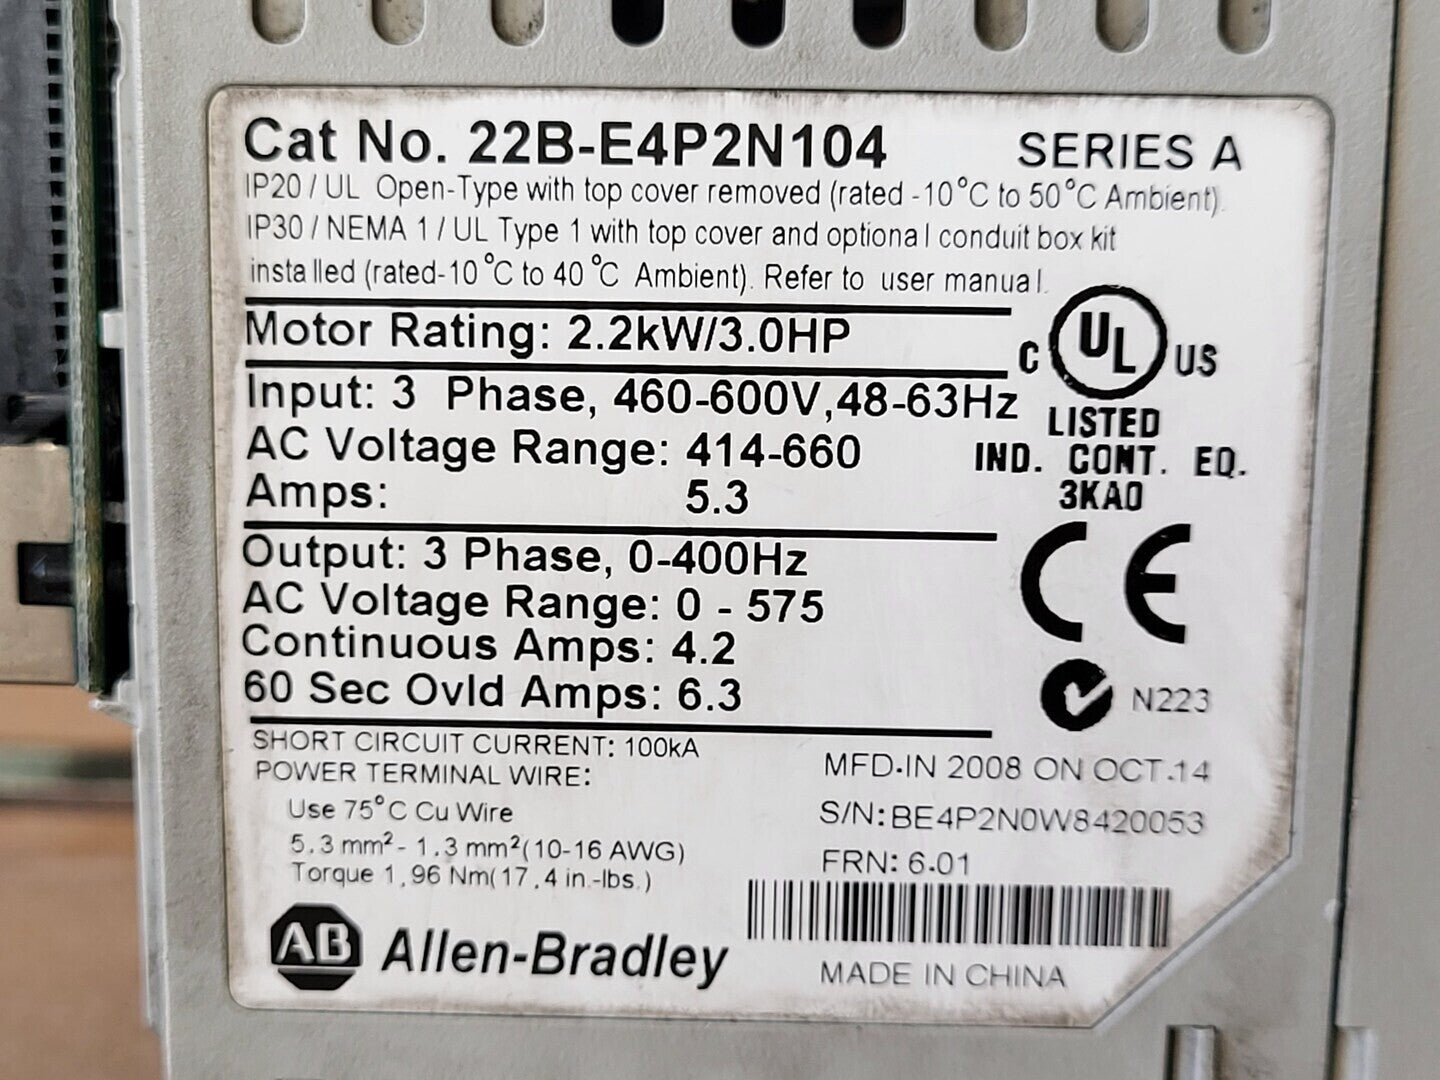 Cat No. 22B-E4P2N104 SERIES A
IP20 / UL Open-Type with top cover removed (rated -10°C to 50°C Ambient).
IP30 / NEMA 1 / UL Type 1 with top cover and optional conduit box kit
installed (rated-10°C to 40°C Ambient). Refer to user manual.
Motor Rating: 2.2kW/3.0HP
C UL US
LISTED
IND. CONT. EQ.
3KA0
Input: 3 Phase, 460-600V,48-63Hz
AC Voltage Range: 414-660
Amps: 5.3
Output: 3 Phase, 0-400Hz
AC Voltage Range: 0 - 575
Continuous Amps: 4.2
60 Sec Ovld Amps: 6.3
CE
N223
SHORT CIRCUIT CURRENT: 100kA
POWER TERMINAL WIRE:
Use 75°C Cu Wire
5.3 mm²- 1.3 mm²(10-16 AWG)
Torque 1,96 Nm(17,4 in.-lbs.)
MFD.IN 2008 ON OCT.14
S/N:BE4P2N0W8420053
FRN: 6.01
AB Allen-Bradley
MADE IN CHINA